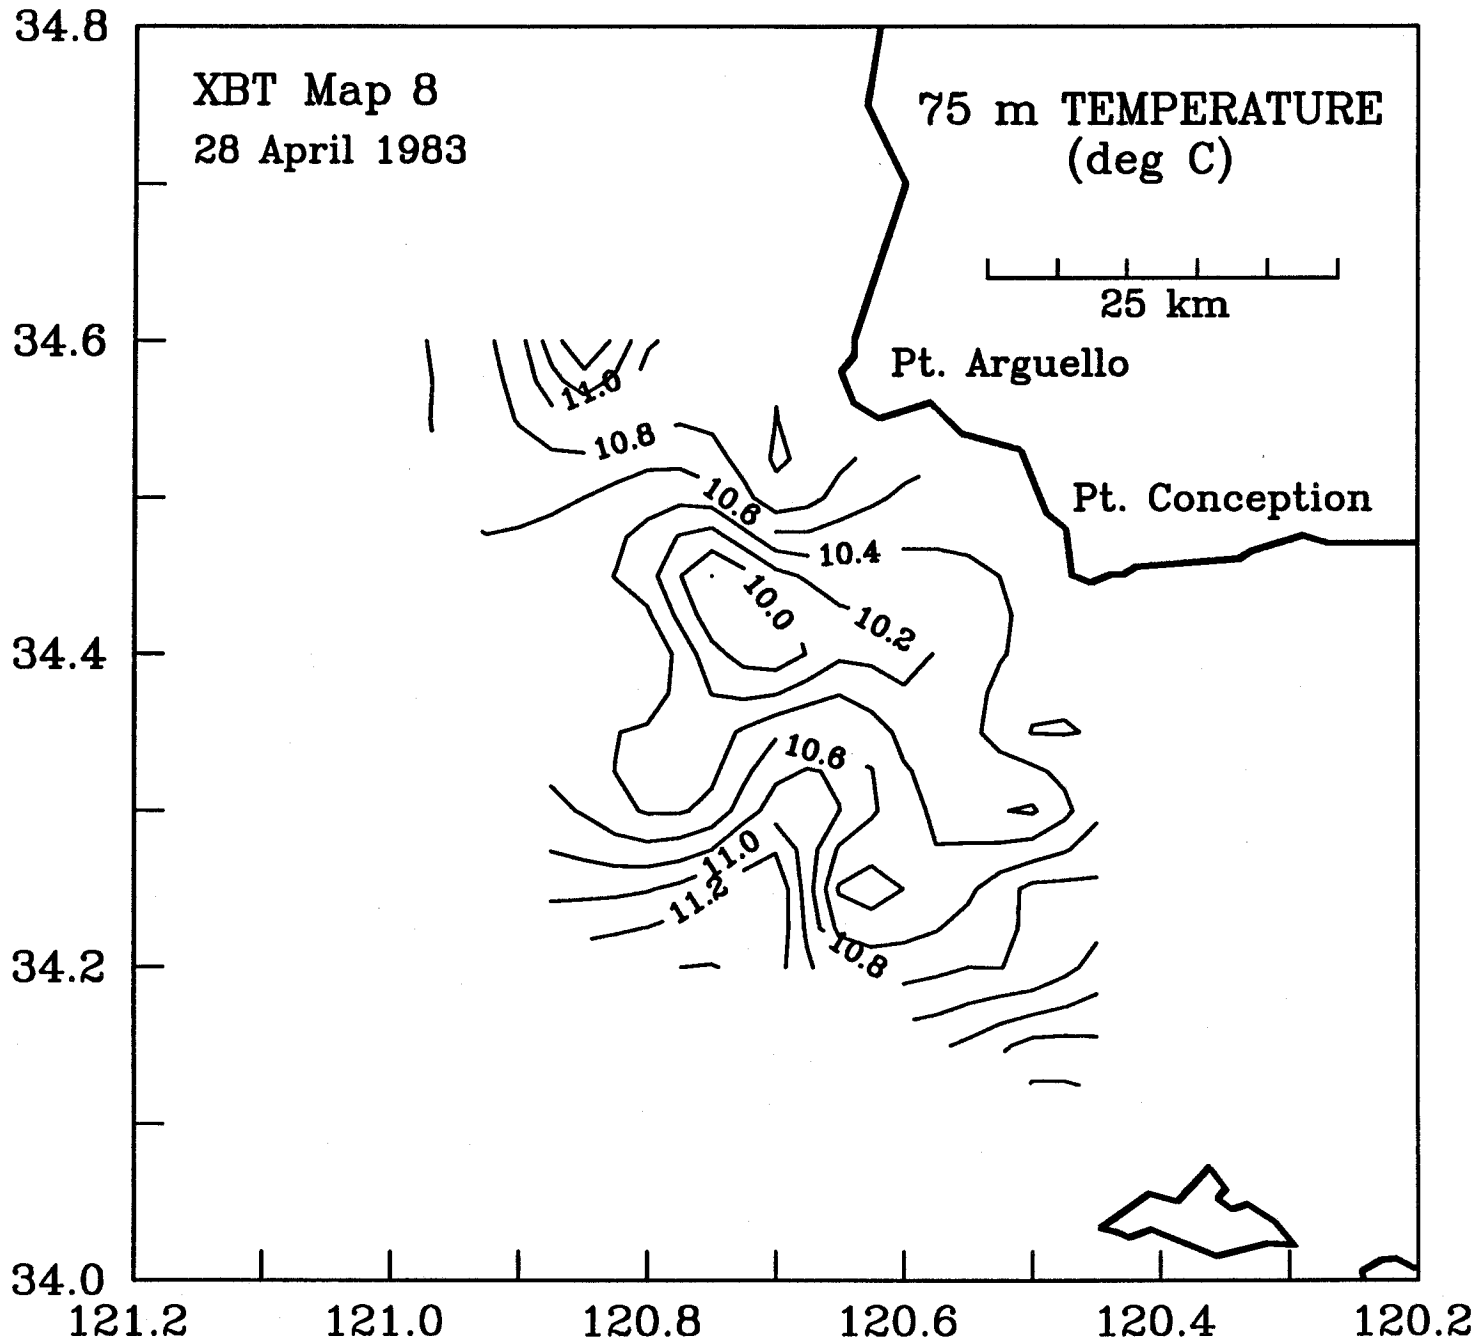 34.8
XBT Map 8
28 April 1983
75 m TEMPERATURE
(deg C)
25 km
34.6
Pt. Arguello
11.0
10.8
Pt. Conception
10.6
10.4
10.0
10.2
34.4
10.6
11.0
11.2
10.8
34.2
34.0
121.2 121.0 120.8 120.6 120.4 120.2